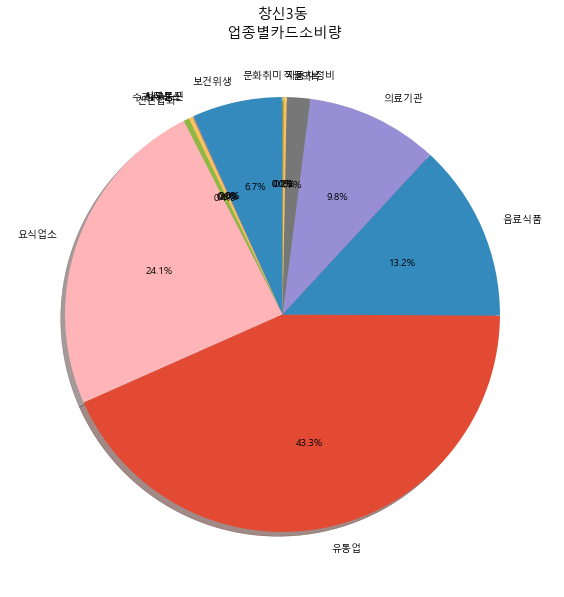 창신3동
업종별카드소비량
문화취미
보건위생
의료기관
6.7%
9.8%
음료식품
요식업소
13.2%
24.1%
43.3%
유통업